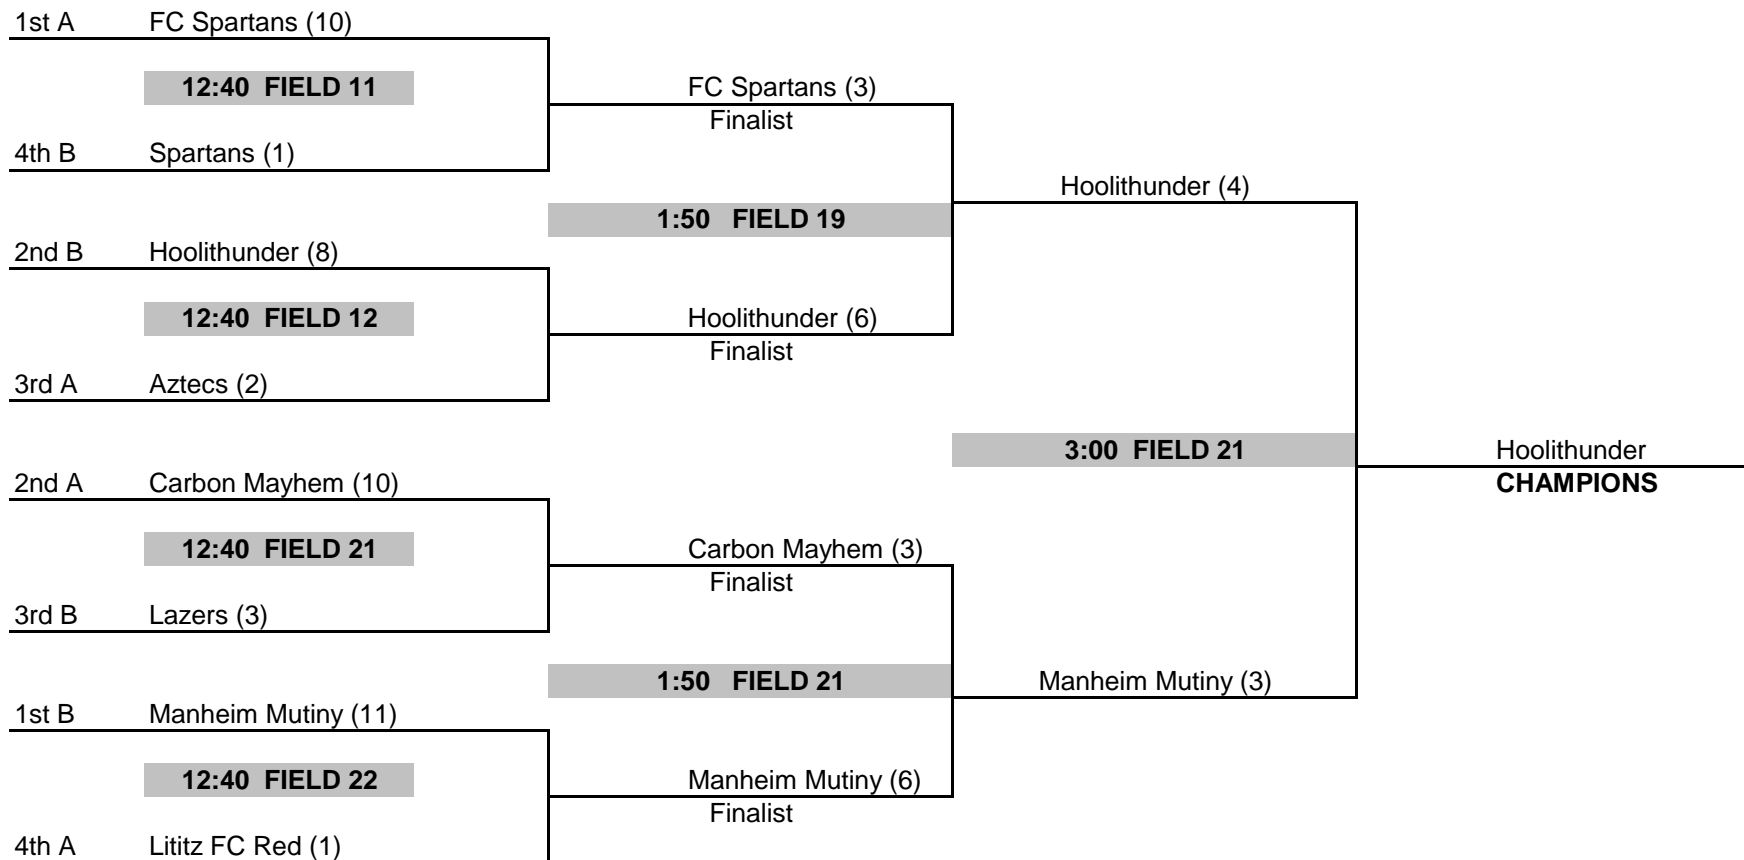 1st A FC Spartans (10)
12:40 FIELD 11
FC Spartans (3)
Finalist
4th B Spartans (1)
Hoolithunder (4)
1:50 FIELD 19
2nd B Hoolithunder (8)
12:40 FIELD 12
Hoolithunder (6)
Finalist
3rd A Aztecs (2)
3:00 FIELD 21
Hoolithunder
CHAMPIONS
2nd A Carbon Mayhem (10)
12:40 FIELD 21
Carbon Mayhem (3)
Finalist
3rd B Lazers (3)
1:50 FIELD 21
Manheim Mutiny (3)
1st B Manheim Mutiny (11)
12:40 FIELD 22
Manheim Mutiny (6)
Finalist
4th A Lititz FC Red (1)